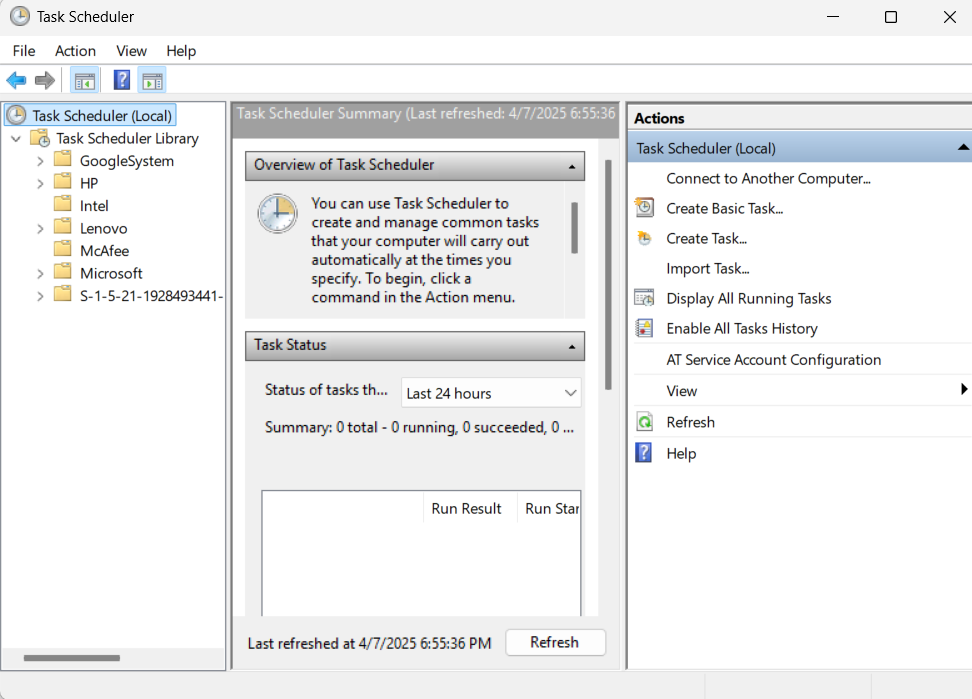 Task Scheduler
File Action View Help
Task Scheduler (Local)
Task Scheduler Library
GoogleSystem
HP
Intel
Lenovo
McAfee
Microsoft
S-1-5-21-1928493441-
Task Scheduler Summary (Last refreshed: 4/7/2025 6:55:36
Overview of Task Scheduler
You can use Task Scheduler to
create and manage common tasks
that your computer will carry out
automatically at the times you
specify. To begin, click a
command in the Action menu.
Task Status
Status of tasks th... Last 24 hours
Summary: 0 total - 0 running, 0 succeeded, 0 ...
Run Result Run Star
Last refreshed at 4/7/2025 6:55:36 PM Refresh
Actions
Task Scheduler (Local)
Connect to Another Computer...
Create Basic Task...
Create Task...
Import Task...
Display All Running Tasks
Enable All Tasks History
AT Service Account Configuration
View
Refresh
Help